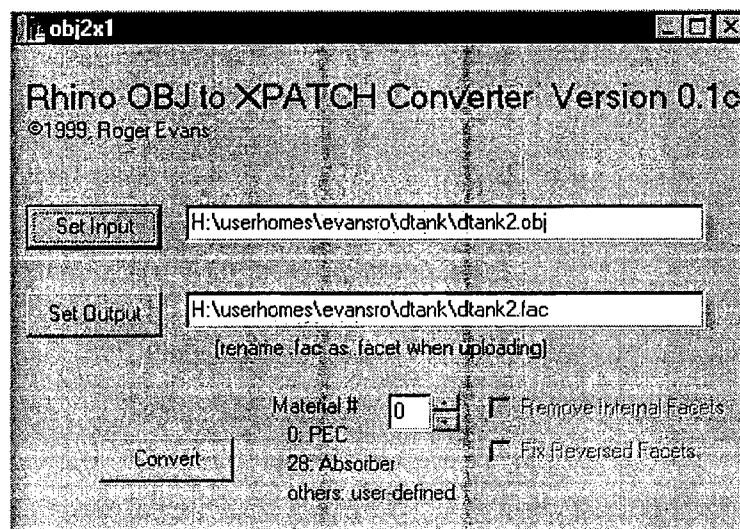 obj2x1
Rhino OBJ to XPATCH Converter Version 0.1c
©1999, Roger Evans
Set Input
H:\userhomes\evansro\dtank\dtank2.obj
Set Output
H:\userhomes\evansro\dtank\dtank2.fac
(rename .fac as .facet when uploading)
Material # 0
Remove Internal Facets
0: PEC
Fix Reversed Facets
Convert
28: Absorber
others: user-defined